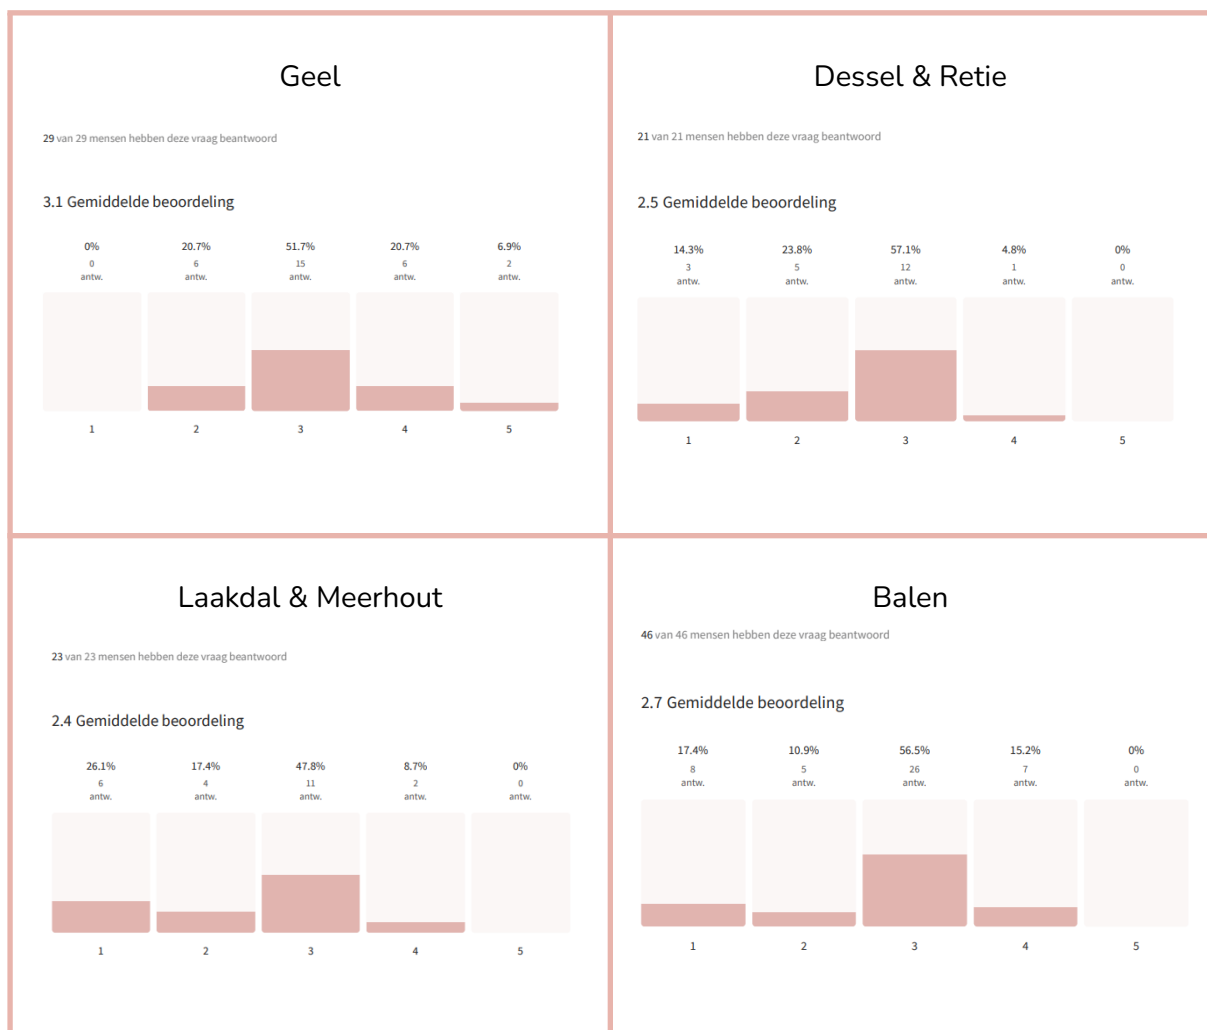 Geel
29 van 29 mensen hebben deze vraag beantwoord
3.1 Gemiddelde beoordeling
0% 20.7% 51.7% 20.7% 6.9%
0 6 15 6 2
antw. antw. antw. antw. antw.
1 2 3 4 5
Dessel & Retie
21 van 21 mensen hebben deze vraag beantwoord
2.5 Gemiddelde beoordeling
14.3% 23.8% 57.1% 4.8% 0%
3 5 12 1 0
antw. antw. antw. antw. antw.
1 2 3 4 5
Laakdal & Meerhout
23 van 23 mensen hebben deze vraag beantwoord
2.4 Gemiddelde beoordeling
26.1% 17.4% 47.8% 8.7% 0%
6 4 11 2 0
antw. antw. antw. antw. antw.
1 2 3 4 5
Balen
46 van 46 mensen hebben deze vraag beantwoord
2.7 Gemiddelde beoordeling
17.4% 10.9% 56.5% 15.2% 0%
8 5 26 7 0
antw. antw. antw. antw. antw.
1 2 3 4 5